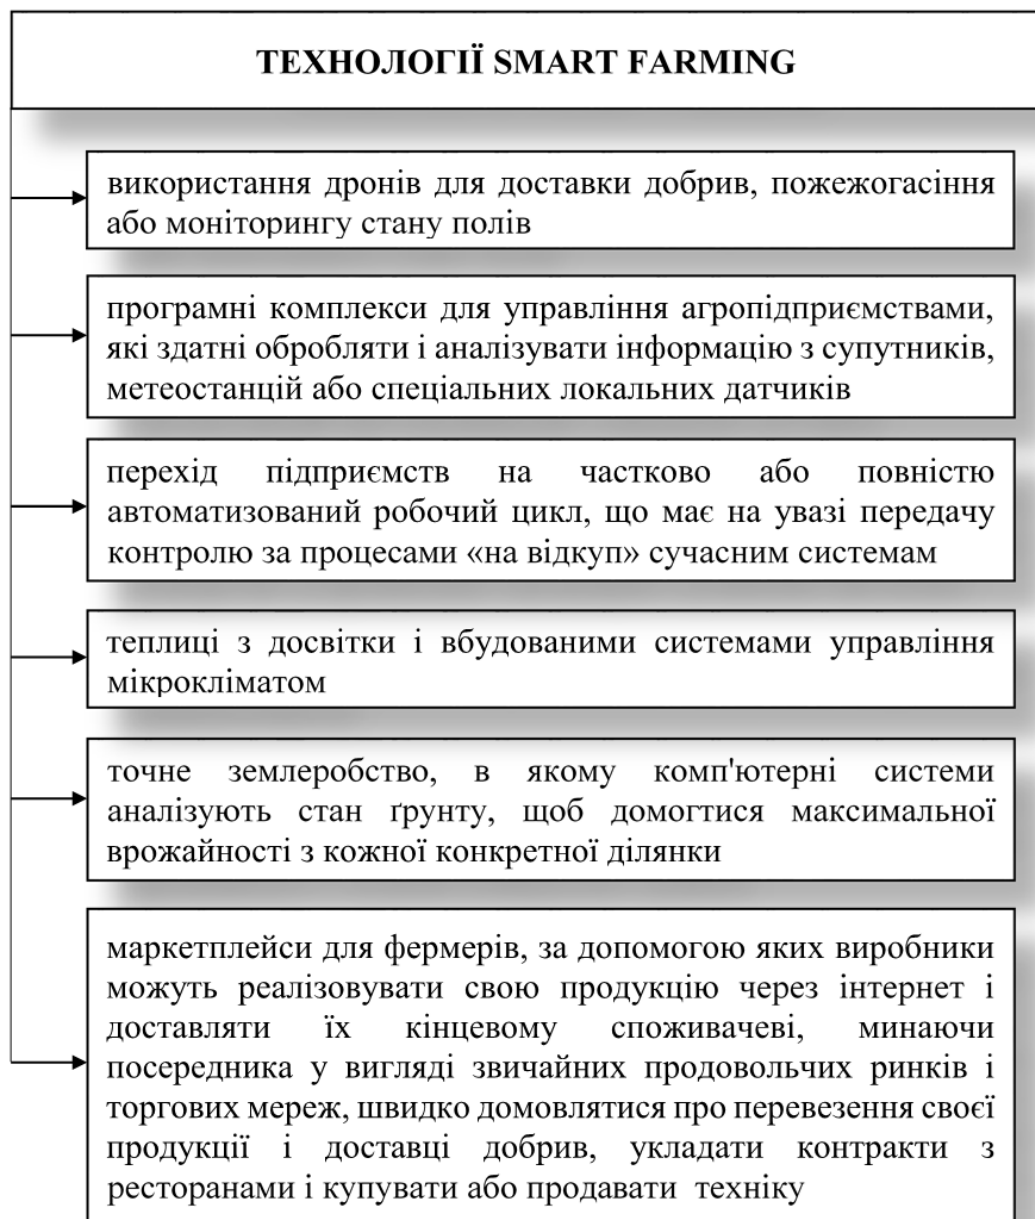 ТЕХНОЛОГІЇ SMART FARMING
використання дронів для доставки добрив, пожежогасіння
або моніторингу стану полів
програмні комплекси для управління агропідприємствами,
які здатні обробляти і аналізувати інформацію з супутників,
метеостанцій або спеціальних локальних датчиків
перехід підприємств на частково або повністю
автоматизований робочий цикл, що має на увазі передачу
контролю за процесами «на відкуп» сучасним системам
теплиці з досвітки і вбудованими системами управління
мікрокліматом
точне землеробство, в якому комп'ютерні системи
аналізують стан ґрунту, щоб домогтися максимальної
врожайності з кожної конкретної ділянки
маркетплейси для фермерів, за допомогою яких виробники
можуть реалізовувати свою продукцію через інтернет і
доставляти їх кінцевому споживачеві, минаючи
посередника у вигляді звичайних продовольчих ринків і
торгових мереж, швидко домовлятися про перевезення своєї
продукції і доставці добрив, укладати контракти з
ресторанами і купувати або продавати техніку